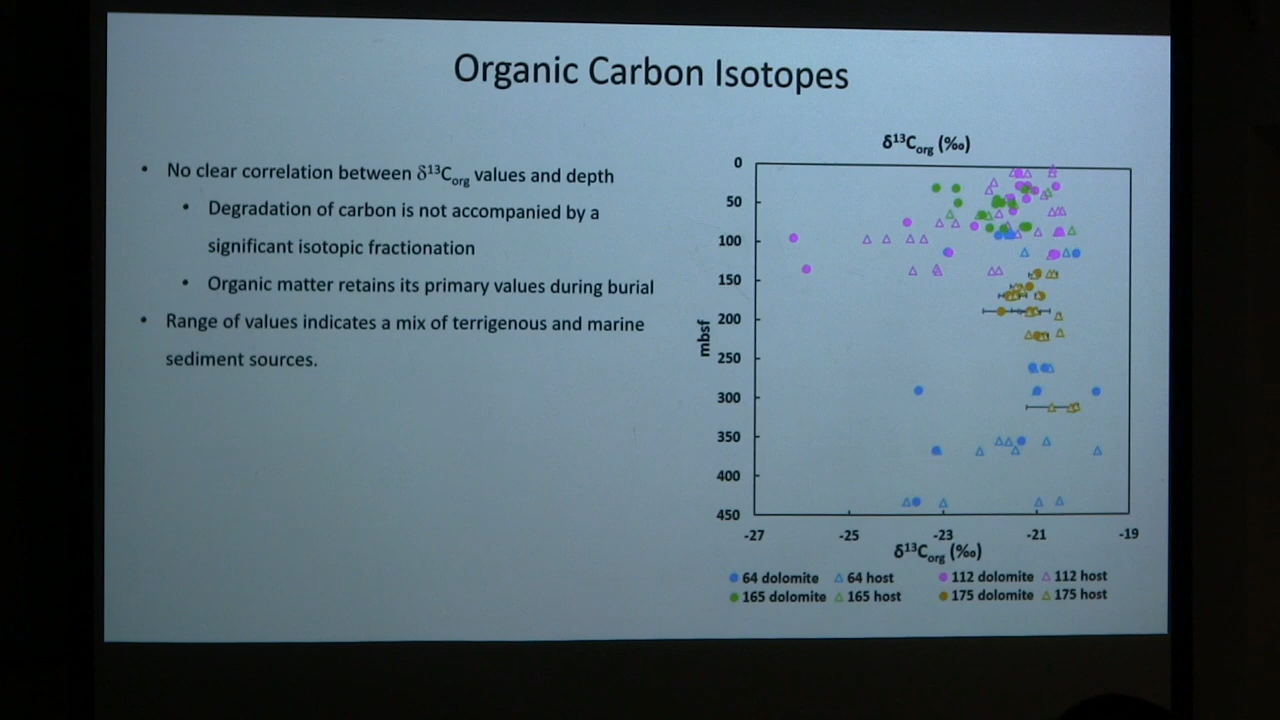 Organic Carbon Isotopes
• No clear correlation between δ¹³Corg values and depth
• Degradation of carbon is not accompanied by a
significant isotopic fractionation
• Organic matter retains its primary values during burial
• Range of values indicates a mix of terrigenous and marine
sediment sources.
δ¹³Corg (‰)
0
50
100
150
200
250
300
350
400
450
mbsf
-27 -25 -23 -21 -19
δ¹³Corg (‰)
64 dolomite 64 host 112 dolomite 112 host
165 dolomite 165 host 175 dolomite 175 host